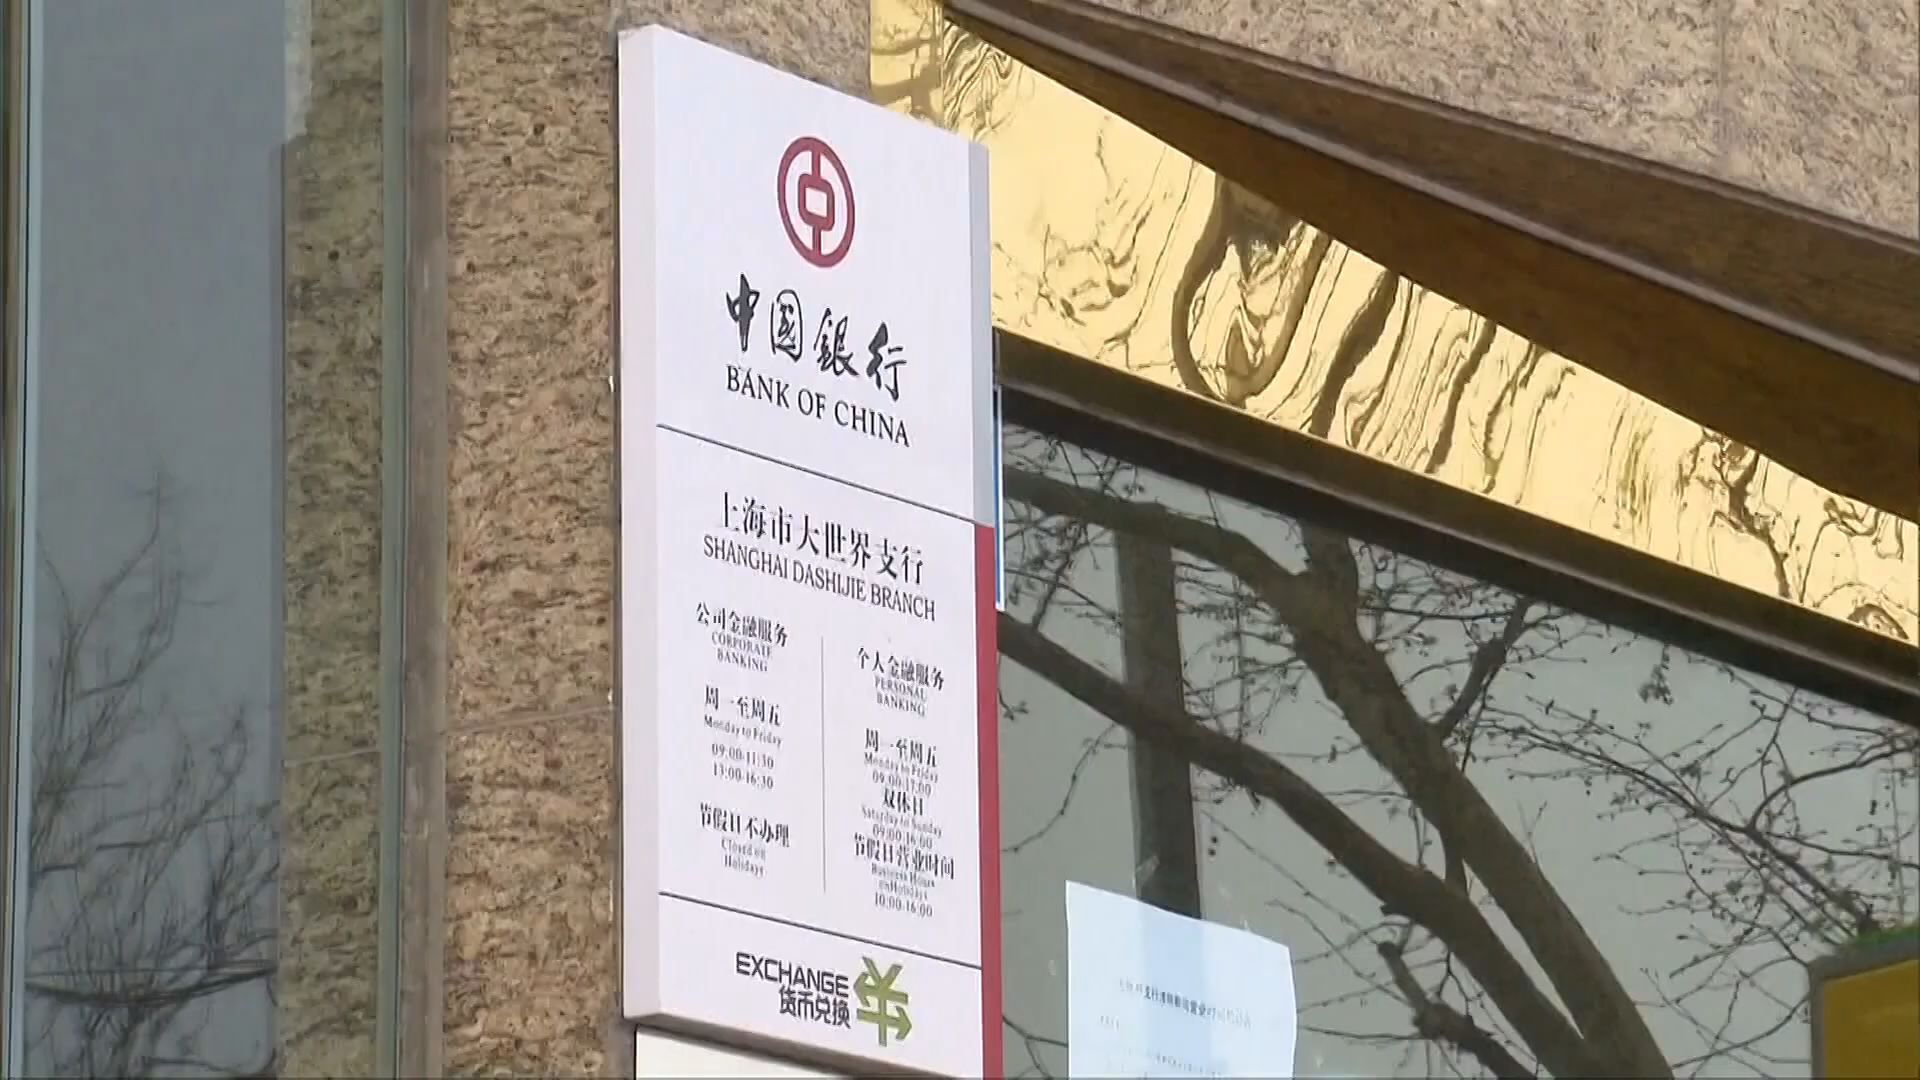 中国銀行
BANK OF CHINA
上海市大世界支行
SHANGHAI DASHIJIE BRANCH
公司金融服务
CORPORATE
BANKING
周一至周五
Monday to Friday
09:00-11:30
13:00-16:30
节假日不办理
Closed on
Holidays
个人金融服务
PERSONAL
BANKING
周一至周五
Monday to Friday
09:00-17:00
双休日
Saturday to Sunday
09:00-16:00
节假日营业时间
Business Hours
on Holidays
10:00-16:00
EXCHANGE
货币兑换